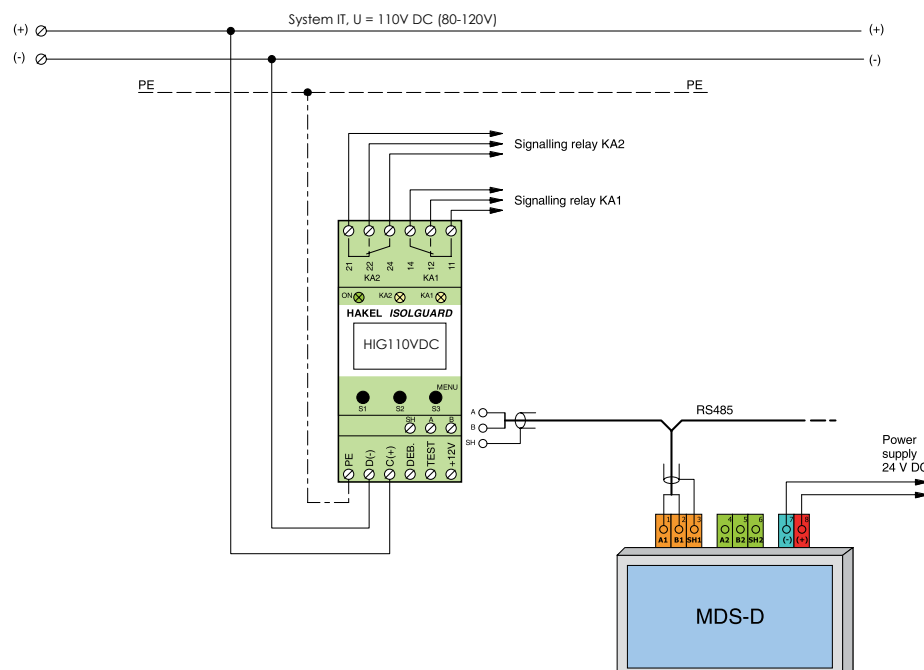 System IT, U = 110V DC (80-120V)
(+) (+)
(-) (-)
PE PE
Signalling relay KA2
Signalling relay KA1
21 22 24 14 12 11
KA2 KA1
ON KA2 KA1
HAKEL ISOLGUARD
HIG110VDC
MENU
S1 S2 S3
SH A B
PE D(-) C(+) DEB. TEST +12V
A
B
SH
RS485
Power
supply
24 V DC
1 2 3 4 5 6 7 8
A1 B1 SH1 A2 B2 SH2 (-) (+)
MDS-D